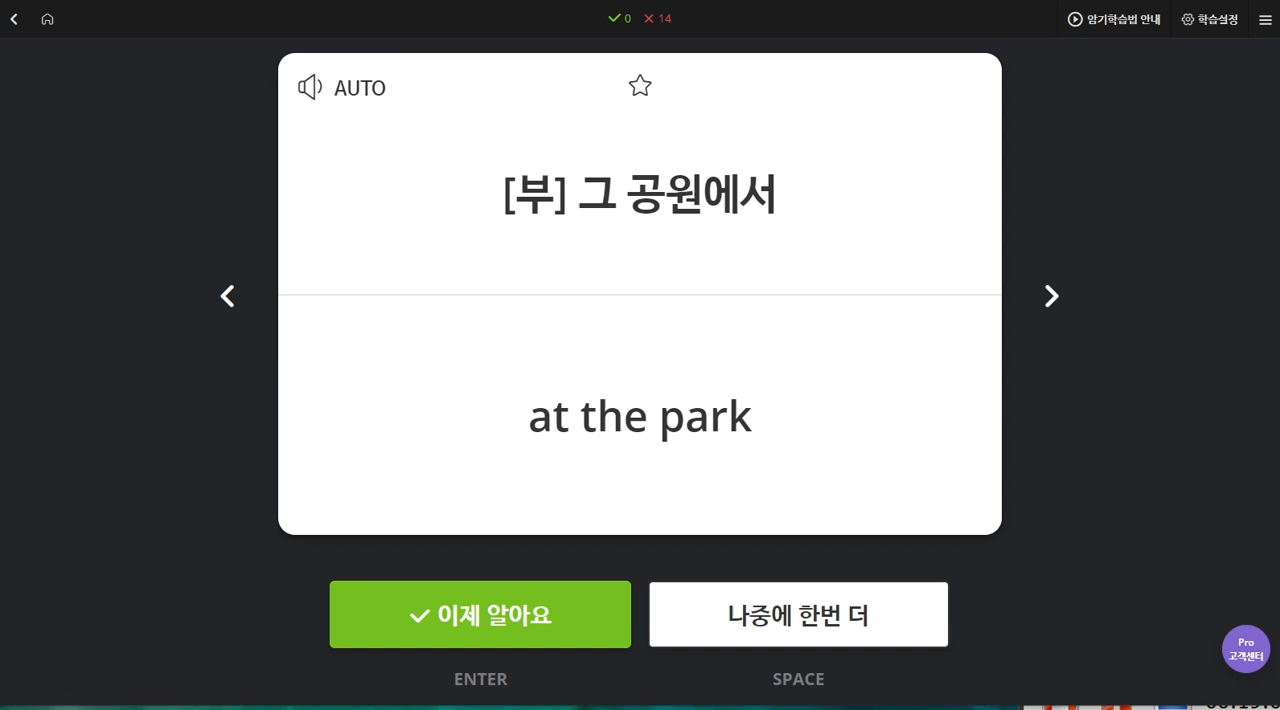 0 14 암기학습법 안내 학습설정
AUTO
[부] 그 공원에서
at the park
이제 알아요 나중에 한번 더
Pro
고객센터
ENTER SPACE